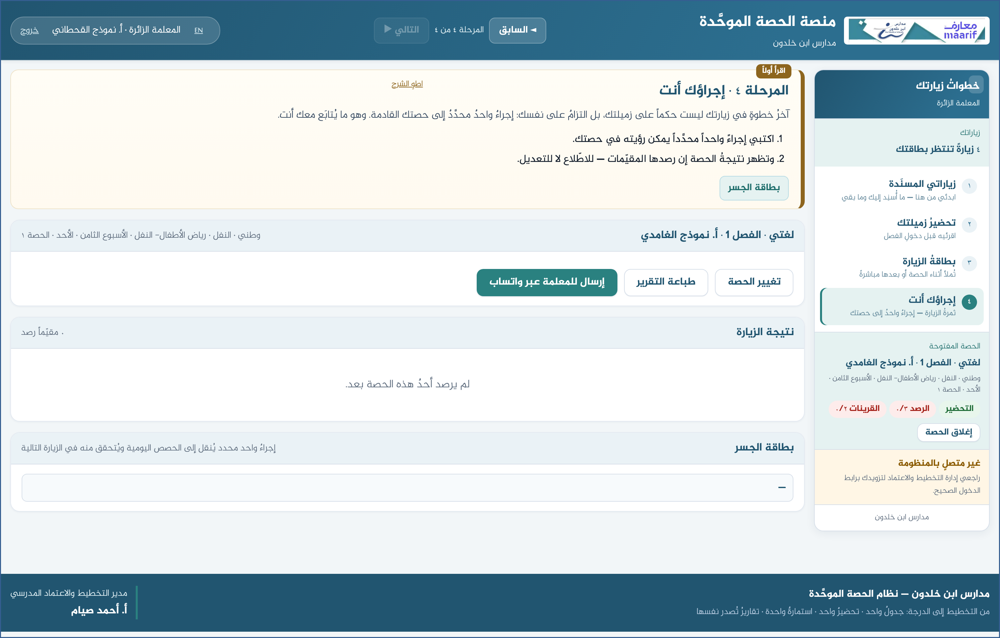 معارف
maarif
مدارس
ابن خلدون
منصة الحصة الموحَّدة
مدارس ابن خلدون
◄ السابق
المرحلة ٤ من ٤
التالي ►
EN
المعلمة الزائرة · أ. نموذج القحطاني
خروج
خطواتُ زيارتك
المعلمة الزائرة
زياراتك
٤ زيارةً تنتظر بطاقتك
١
زياراتي المسنَدة
ابدئي من هنا — ما أُسنِد إليك وما بقي
٢
تحضيرُ زميلتك
اقرئيه قبل دخولِ الفصل
٣
بطاقةُ الزيارة
تُملأ أثناء الحصة أو بعدها مباشرةً
٤
إجراؤك أنت
ثمرةُ الزيارة — إجراءٌ واحدٌ إلى حصتك
الحصة المفتوحة
لغتي · الفصل 1 · أ. نموذج الغامدي
وطني · النفل · رياض الأطفال- النفل · الأسبوع الثامن ·
الأحد · الحصة ١
التحضير
الرصد ٠/٣
القرينات ٠/٢
إغلاق الحصة
غير متصلٍ بالمنظومة
راجعي إدارة التخطيط والاعتماد لتزويدك برابط
الدخول الصحيح.
مدارس ابن خلدون
اقرأ أولاً
المرحلة ٤ · إجراؤك أنت
اطوِ الشرح
آخرُ خطوةٍ في زيارتك ليست حكماً على زميلتك، بل التزامٌ على نفسك: إجراءٌ واحدٌ محدَّدٌ إلى حصتك القادمة. وهو ما يُتابَع معك أنت.
1. اكتبي إجراءً واحداً محدَّداً يمكن رؤيته في حصتك.
2. وتظهر نتيجةُ الحصة إن رصدها المقيّمات — للاطّلاع لا للتعديل.
بطاقة الجسر
لغتي · الفصل 1 · أ. نموذج الغامدي
وطني · النفل · رياض الأطفال- النفل · الأسبوع الثامن · الأحد · الحصة ١
تغيير الحصة
طباعة التقرير
إرسال للمعلمة عبر واتساب
نتيجة الزيارة
٠ مقيّماً رصد
لم يرصد أحدٌ هذه الحصة بعد.
بطاقة الجسر
إجراءٌ واحد محدد يُنقل إلى الحصص اليومية ويُتحقق منه في الزيارة التالية
—
مدارس ابن خلدون — نظام الحصة الموحَّدة
من التخطيط إلى الدرجة: جدولٌ واحد · تحضيرٌ واحد · استمارةٌ واحدة · تقاريرُ تُصدر نفسها
مدير التخطيط والاعتماد المدرسي
أ. أحمد صيام